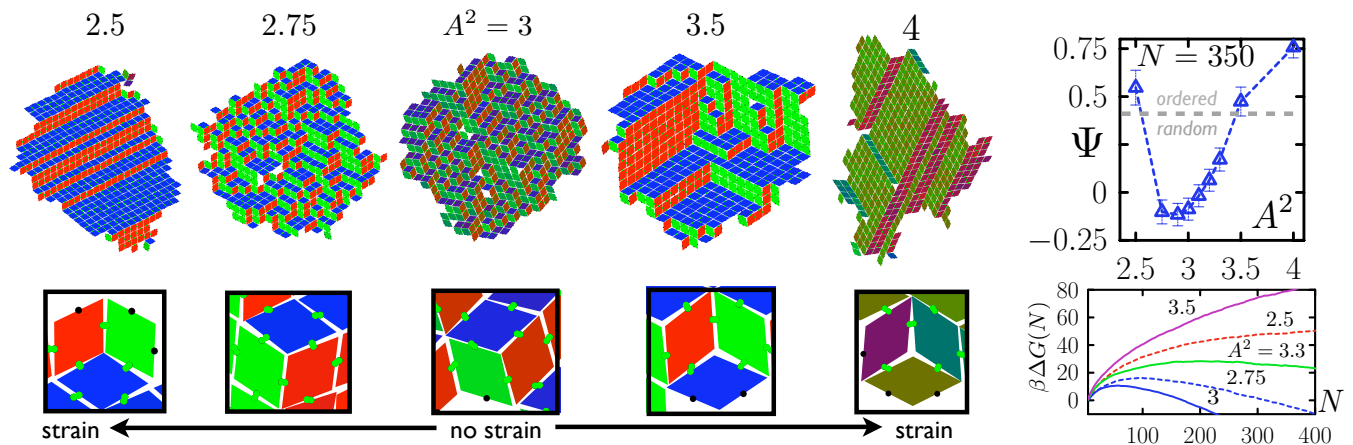 2.5
2.75
A² = 3
3.5
4
strain
no strain
strain
0.75
0.5
0
−0.25
Ψ
N = 350
ordered
random
A²
2.5
3
3.5
4
80
60
40
20
0
β ΔG(N)
3.5
2.5
A² = 3.3
2.75
3
N
100
200
300
400